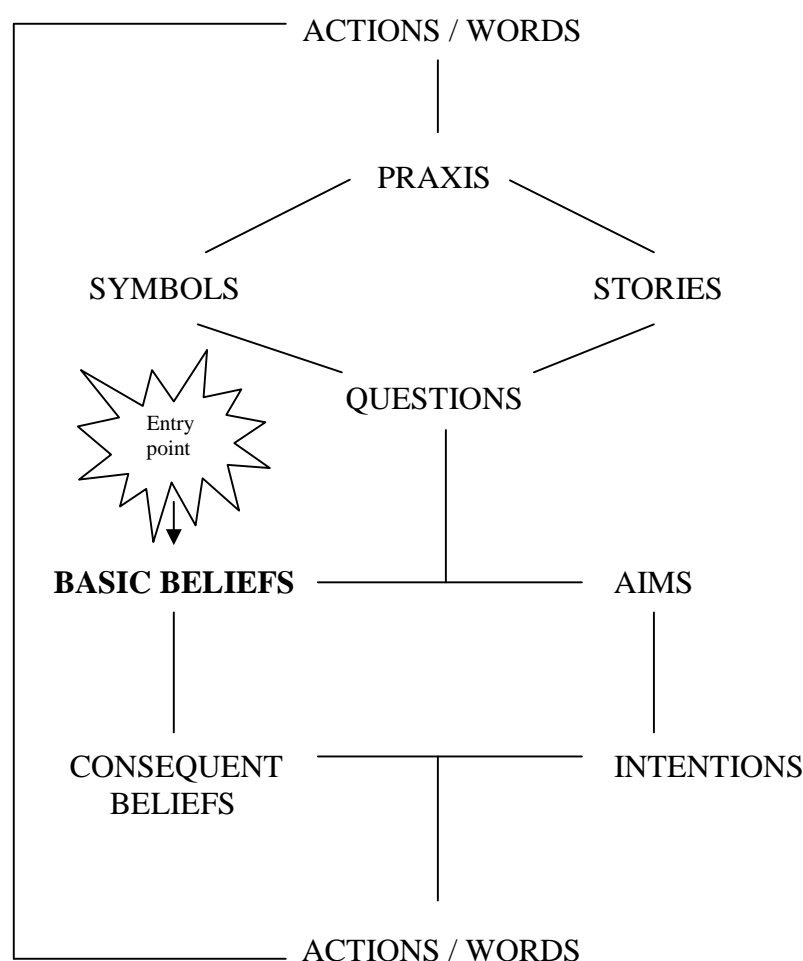 ACTIONS / WORDS
PRAXIS
SYMBOLS
STORIES
QUESTIONS
Entry
point
BASIC BELIEFS
AIMS
CONSEQUENT
BELIEFS
INTENTIONS
ACTIONS / WORDS